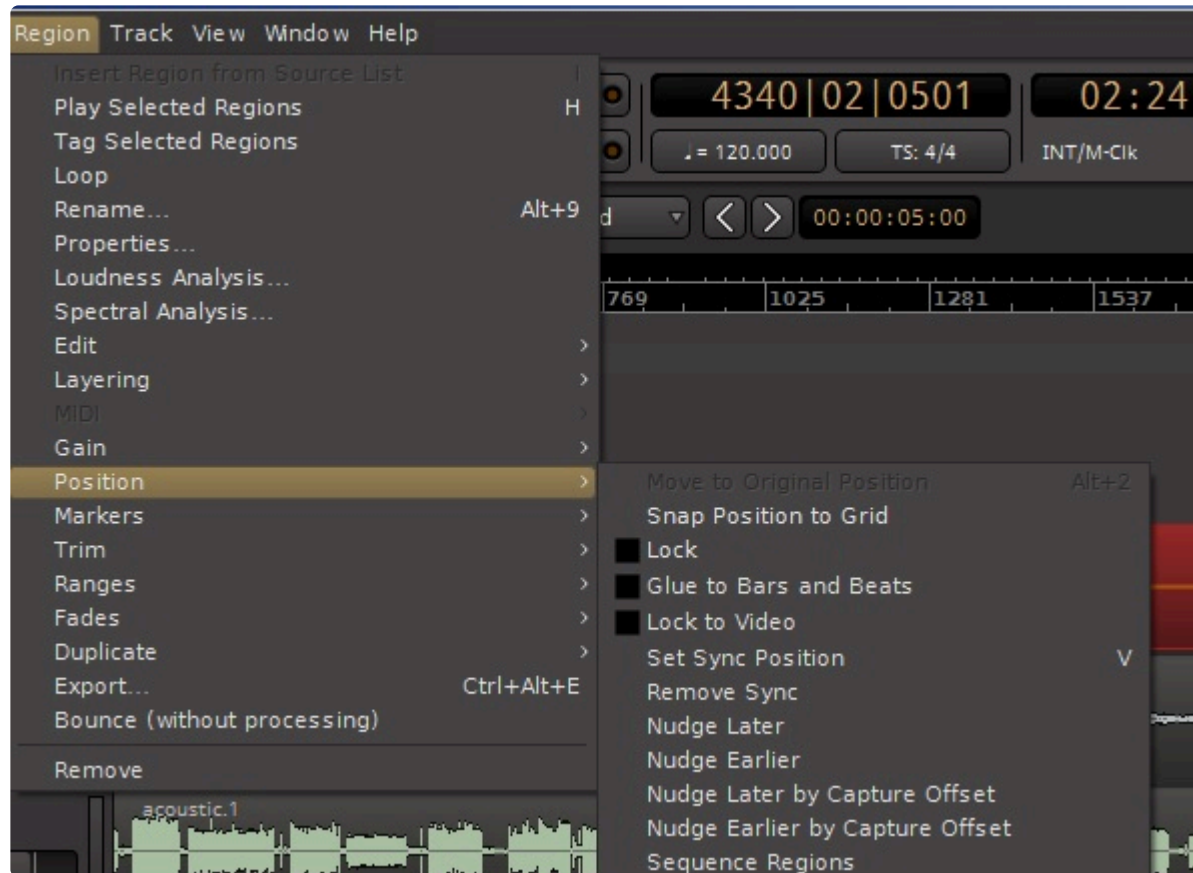 Region Track View Window Help
Insert Region from Source List I
Play Selected Regions H
Tag Selected Regions
Loop
Rename... Alt+9
Properties...
Loudness Analysis...
Spectral Analysis...
Edit
Layering
MIDI
Gain
Position
Markers
Trim
Ranges
Fades
Duplicate
Export... Ctrl+Alt+E
Bounce (without processing)
Remove
4340|02|0501
02:24
♩ = 120.000
TS: 4/4
INT/M-Clk
d
00:00:05:00
769 1025 1281 1537
Move to Original Position Alt+2
Snap Position to Grid
Lock
Glue to Bars and Beats
Lock to Video
Set Sync Position V
Remove Sync
Nudge Later
Nudge Earlier
Nudge Later by Capture Offset
Nudge Earlier by Capture Offset
Sequence Regions
acoustic.1